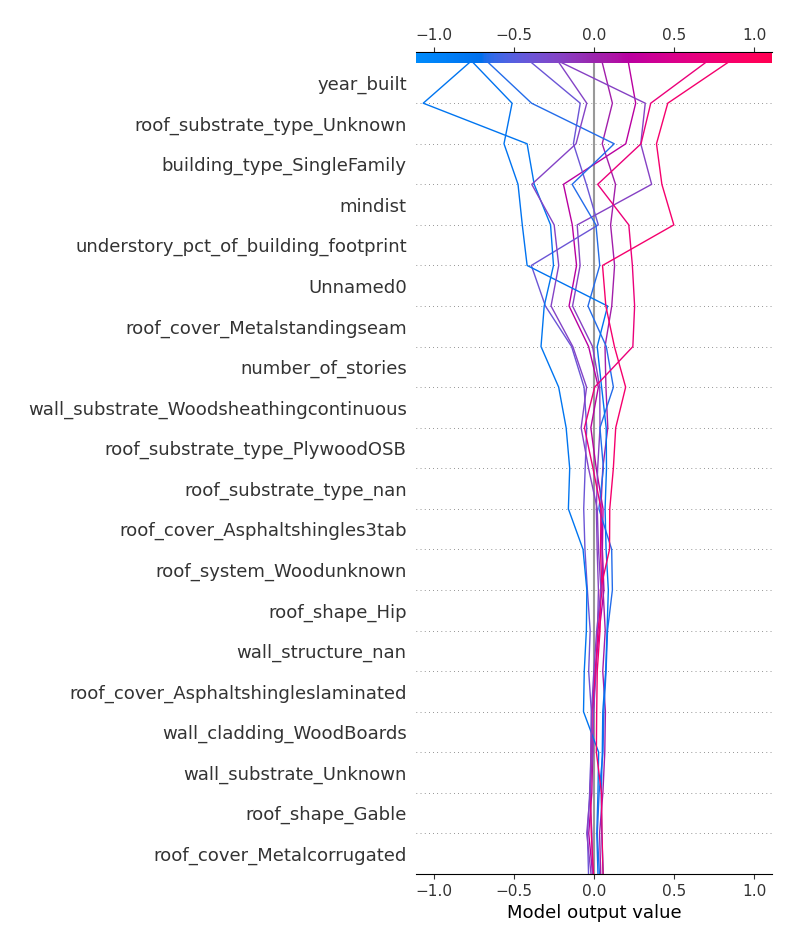 −1.0 −0.5 0.0 0.5 1.0
year_built
roof_substrate_type_Unknown
building_type_SingleFamily
mindist
understory_pct_of_building_footprint
Unnamed0
roof_cover_Metalstandingseam
number_of_stories
wall_substrate_Woodsheathingcontinuous
roof_substrate_type_PlywoodOSB
roof_substrate_type_nan
roof_cover_Asphaltshingles3tab
roof_system_Woodunknown
roof_shape_Hip
wall_structure_nan
roof_cover_Asphaltshingleslaminated
wall_cladding_WoodBoards
wall_substrate_Unknown
roof_shape_Gable
roof_cover_Metalcorrugated
−1.0 −0.5 0.0 0.5 1.0
Model output value